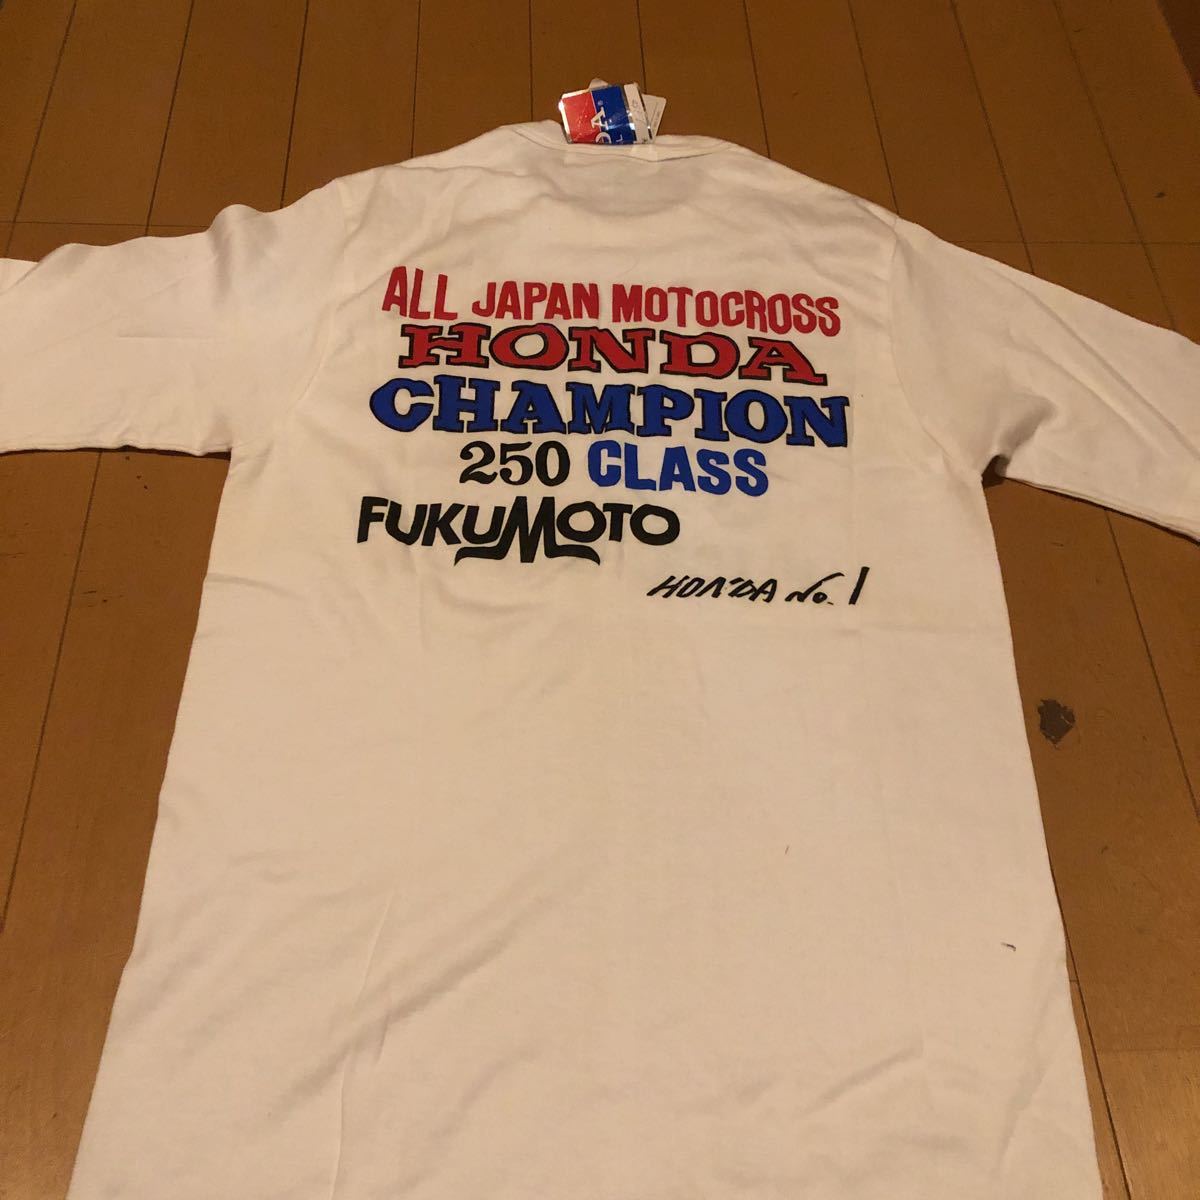 ALL JAPAN MOTOCROSS
HONDA
CHAMPION
250 CLASS
FUKUMOTO
HONDA No. 1